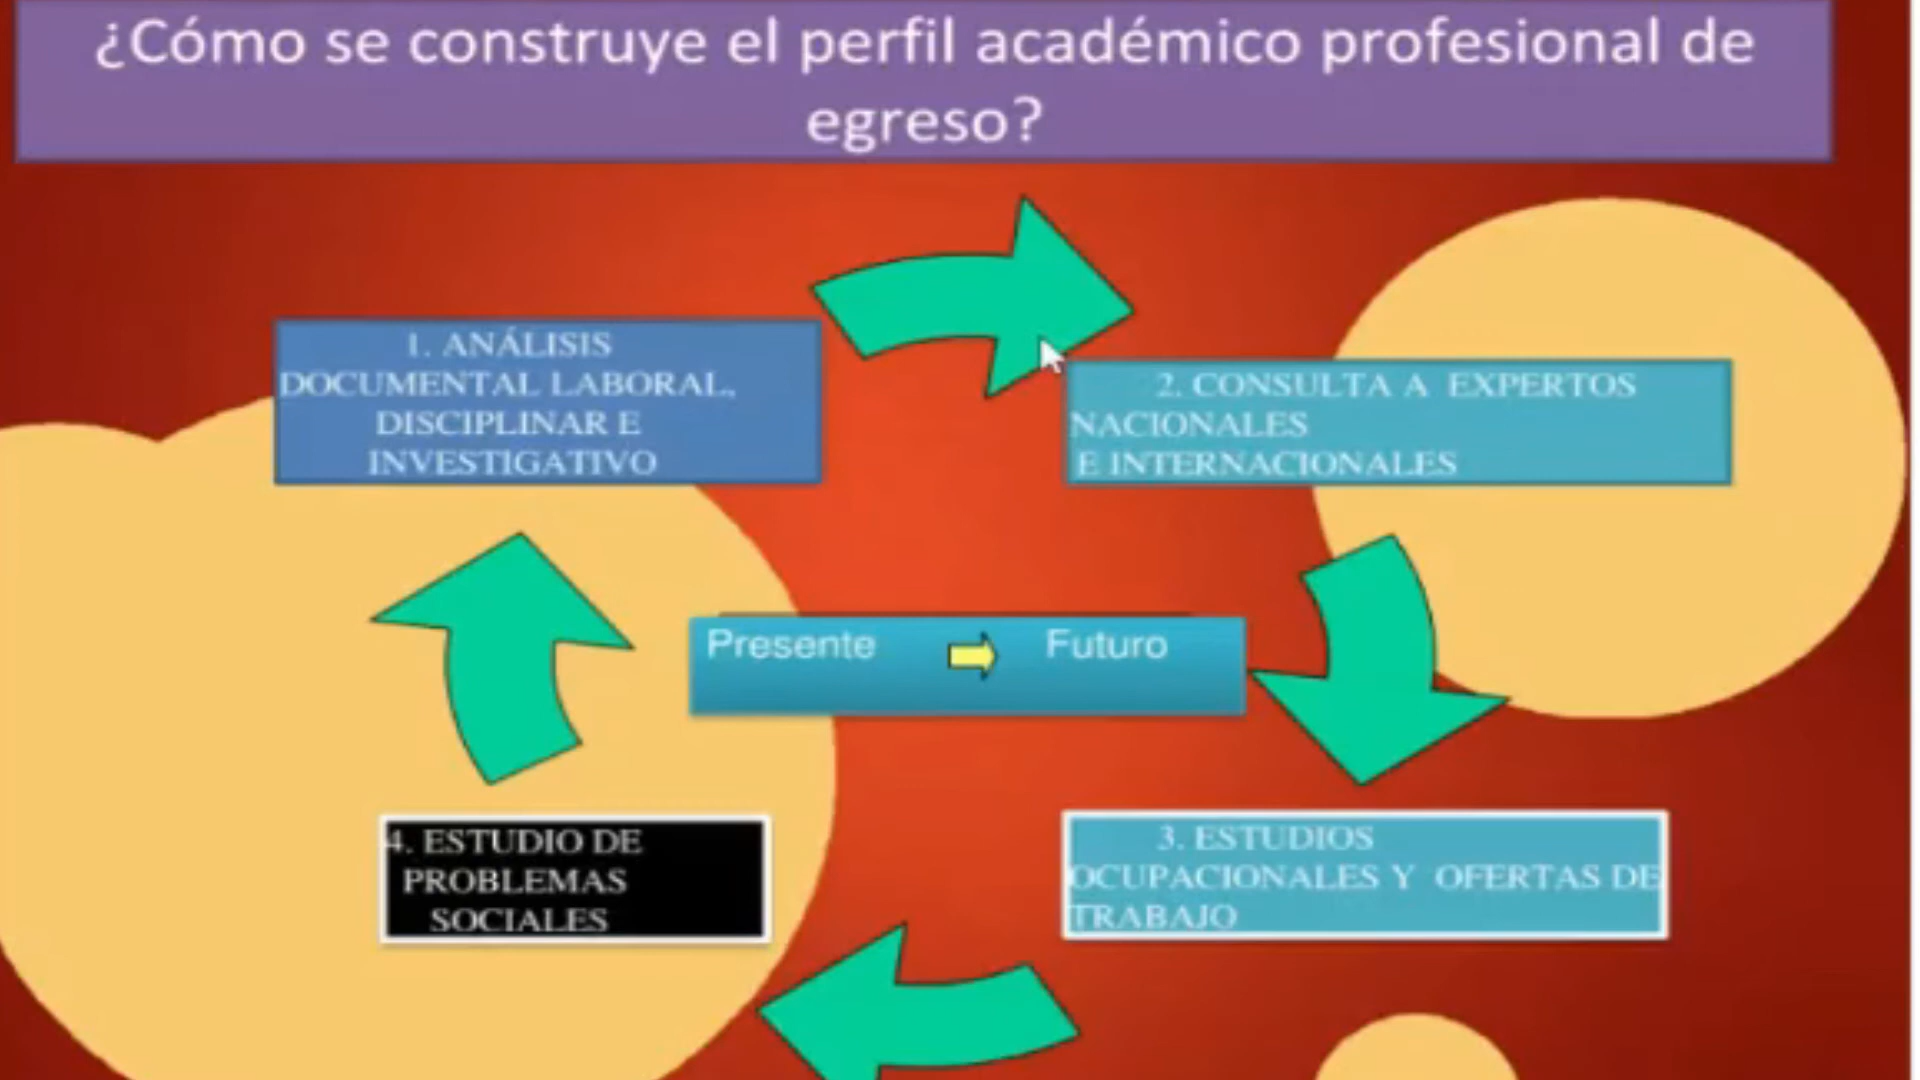 ¿Cómo se construye el perfil académico profesional de
egreso?
1. ANÁLISIS
DOCUMENTAL LABORAL,
DISCIPLINAR E
INVESTIGATIVO
2. CONSULTA A EXPERTOS
NACIONALES
E INTERNACIONALES
Presente Futuro
4. ESTUDIO DE
PROBLEMAS
SOCIALES
3. ESTUDIOS
OCUPACIONALES Y OFERTAS DE
TRABAJO